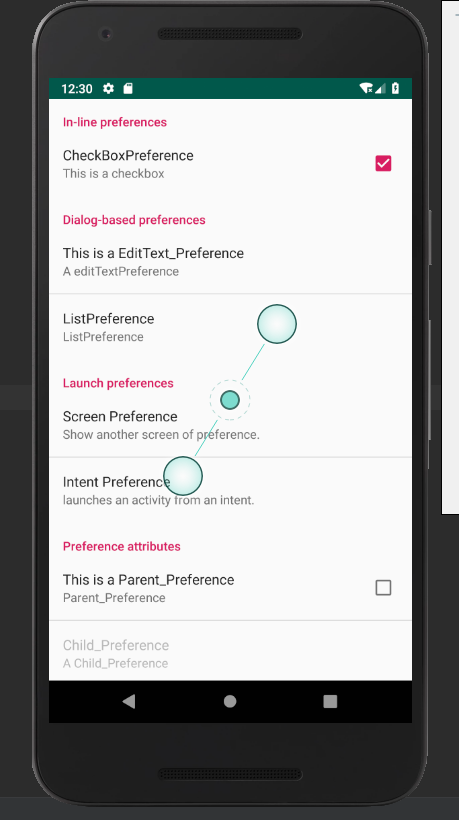 12:30
In-line preferences
CheckBoxPreference
This is a checkbox
Dialog-based preferences
This is a EditText_Preference
A editTextPreference
ListPreference
ListPreference
Launch preferences
Screen Preference
Show another screen of preference.
Intent Preference
launches an activity from an intent.
Preference attributes
This is a Parent_Preference
Parent_Preference
Child_Preference
A Child_Preference